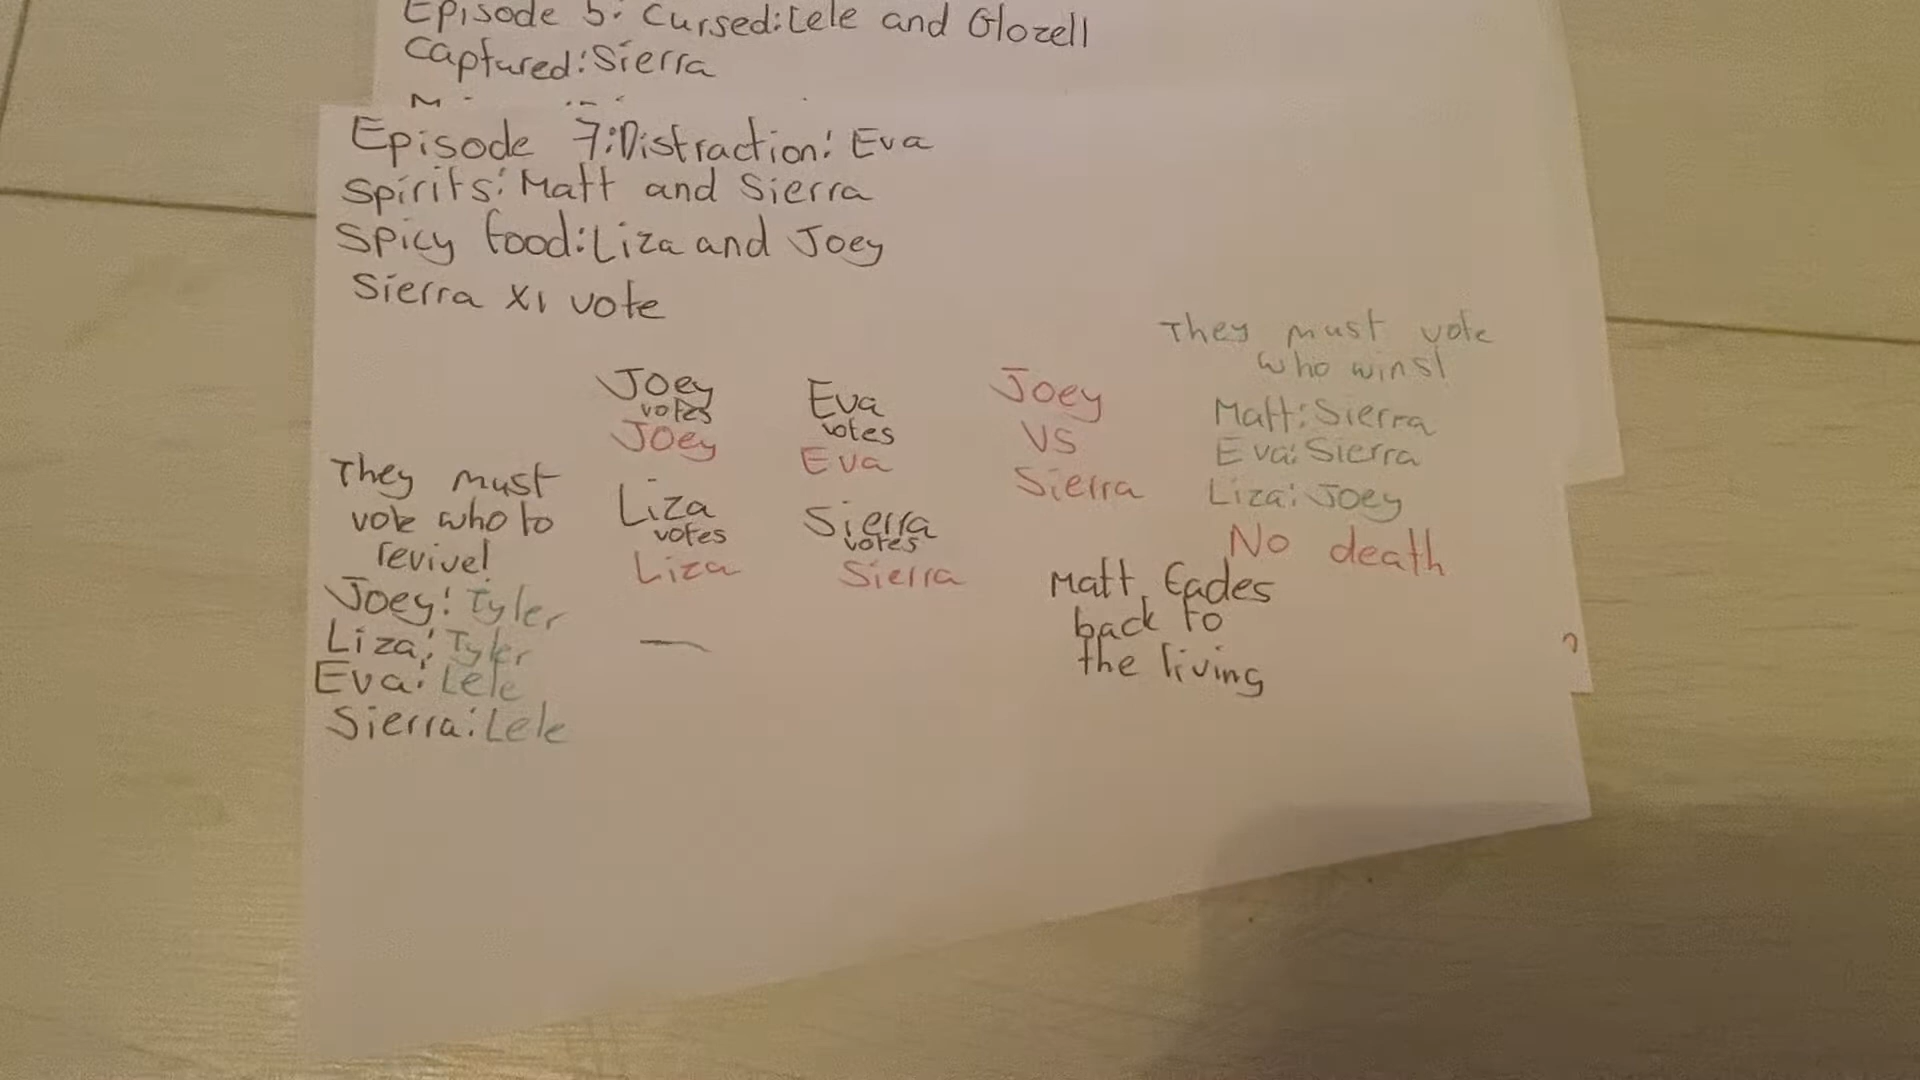 Episode 5: Cursed:Lele and Glozell
Captured:Sierra
Episode 7:Distraction: Eva
Spirits: Matt and Sierra
Spicy food:Liza and Joey
Sierra x1 vote
They must
vote who to
revive!
Joey: Tyler
Liza: Tyler
Eva: Lele
Sierra: Lele
Joey
votes
Joey
Liza
votes
Liza
Eva
votes
Eva
Sierra
votes
Sierra
Joey
VS
Sierra
They must vote
who wins!
Matt: Sierra
Eva: Sierra
Liza: Joey
No death
Matt fades
back to
the living